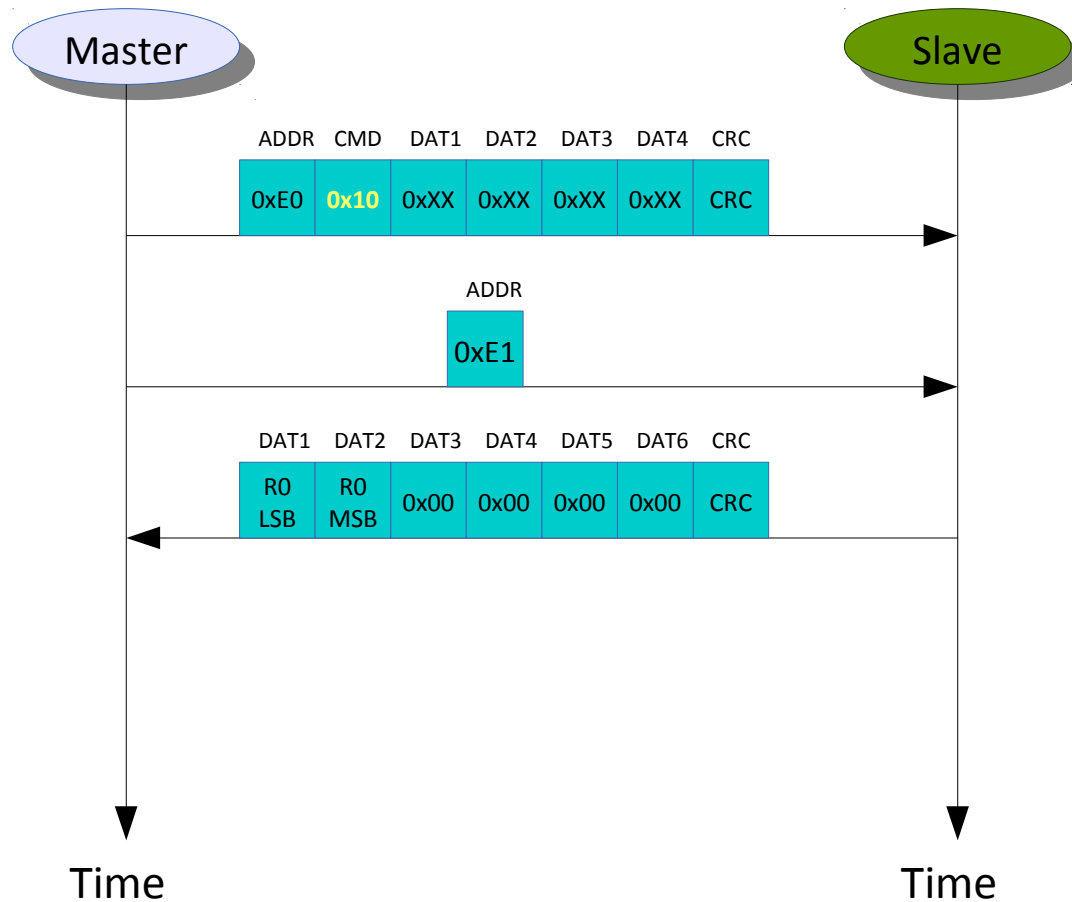 Master Slave
ADDR CMD DAT1 DAT2 DAT3 DAT4 CRC
0xE0 0x10 0xXX 0xXX 0xXX 0xXX CRC
ADDR
0xE1
DAT1 DAT2 DAT3 DAT4 DAT5 DAT6 CRC
R0 R0
LSB MSB 0x00 0x00 0x00 0x00 CRC
Time Time